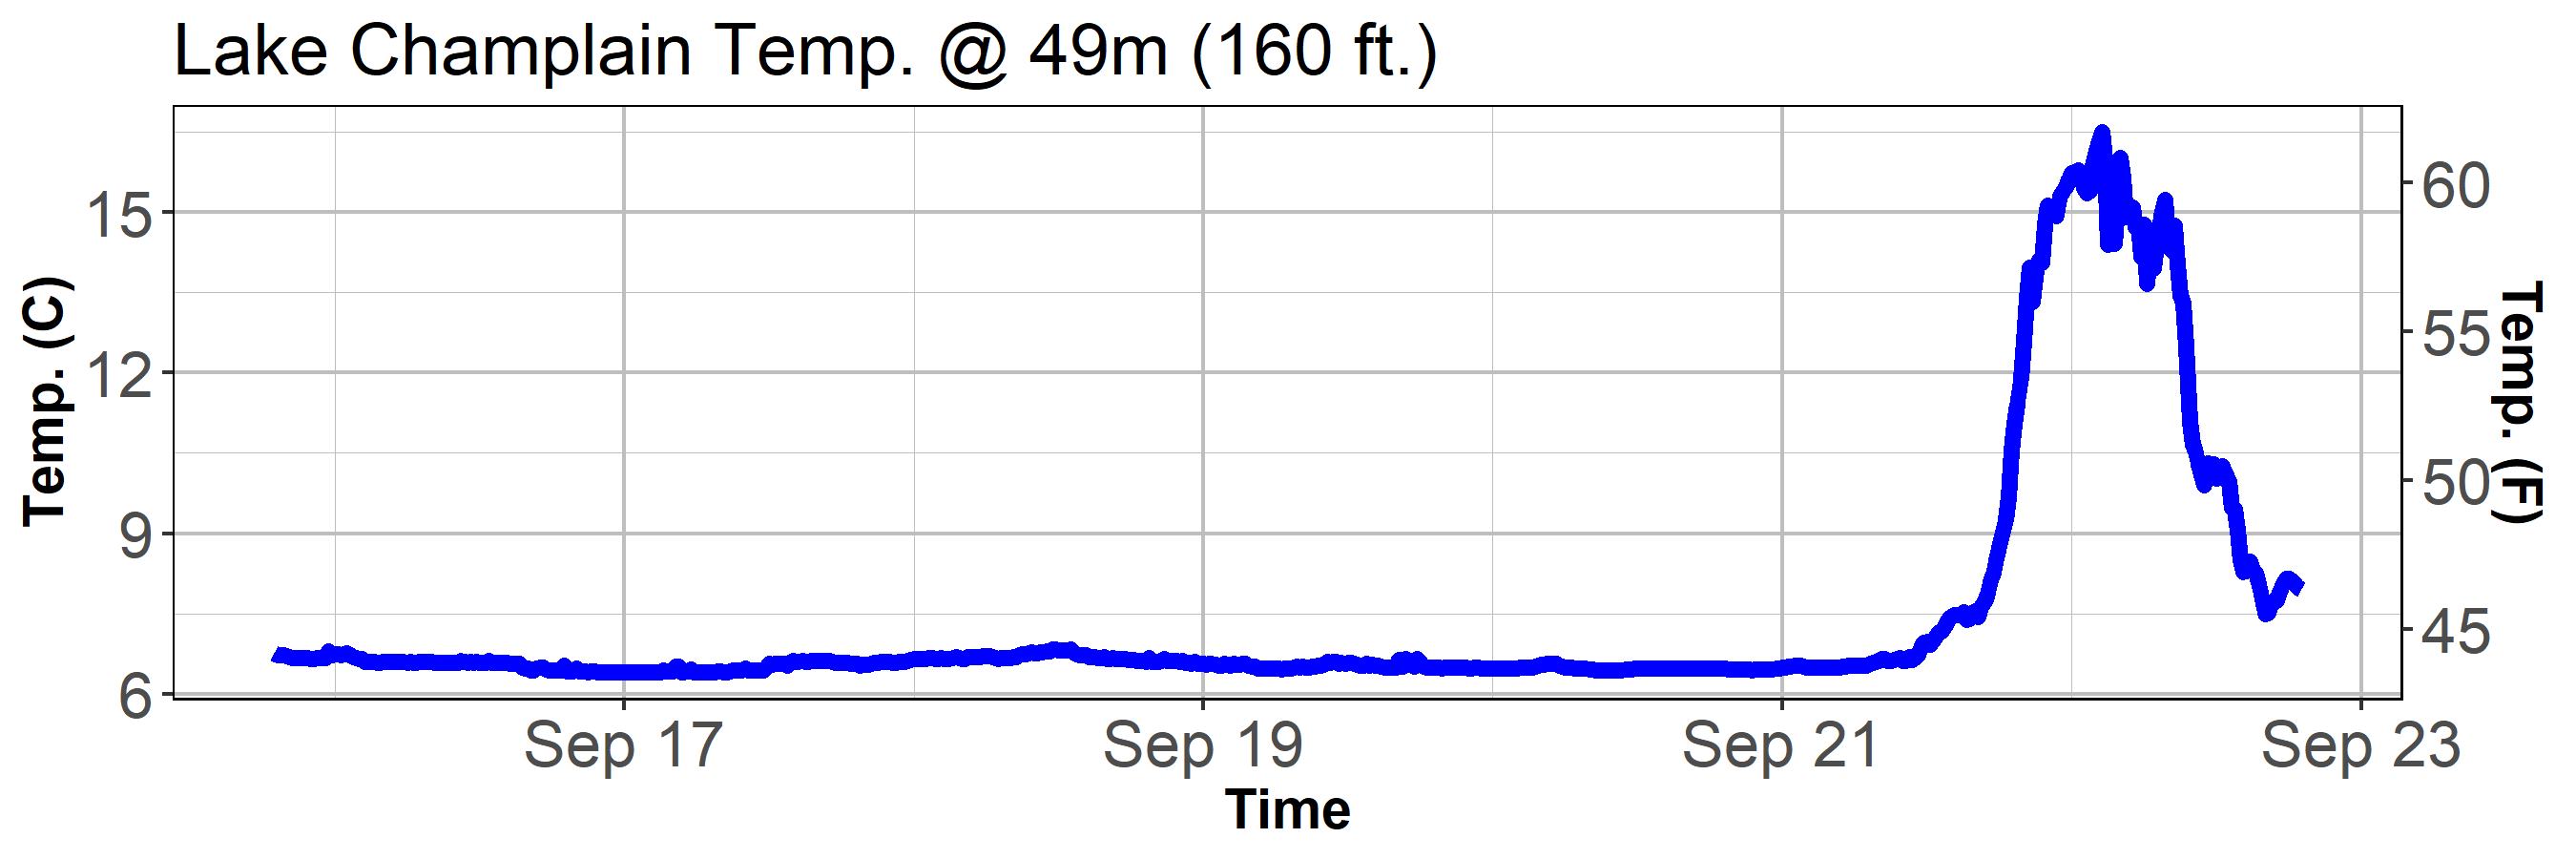 Lake Champlain Temp. @ 49m (160 ft.)
Temp. (C)
15
12
9
6
60
55
50
45
Temp. (F)
Sep 17
Sep 19
Sep 21
Sep 23
Time